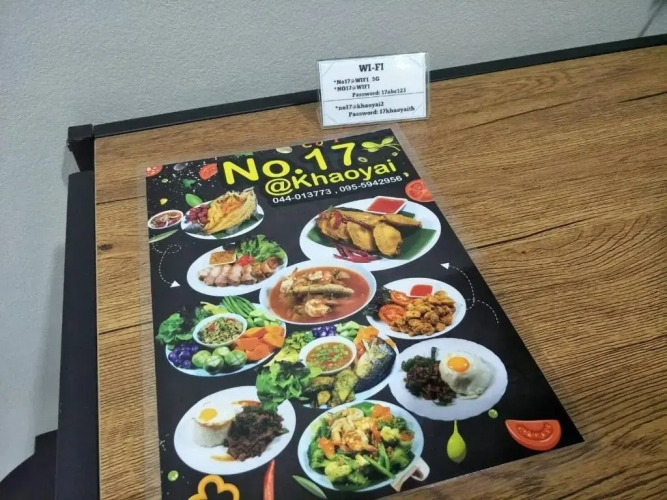 WI-FI
*No17@WIFI 5G
*NO17@WIFI
Password: 17abc123
*no17@khaoyai2
Password: 17khaoyaith
No.17
@Khaoyai
044-013773 , 095-5942956